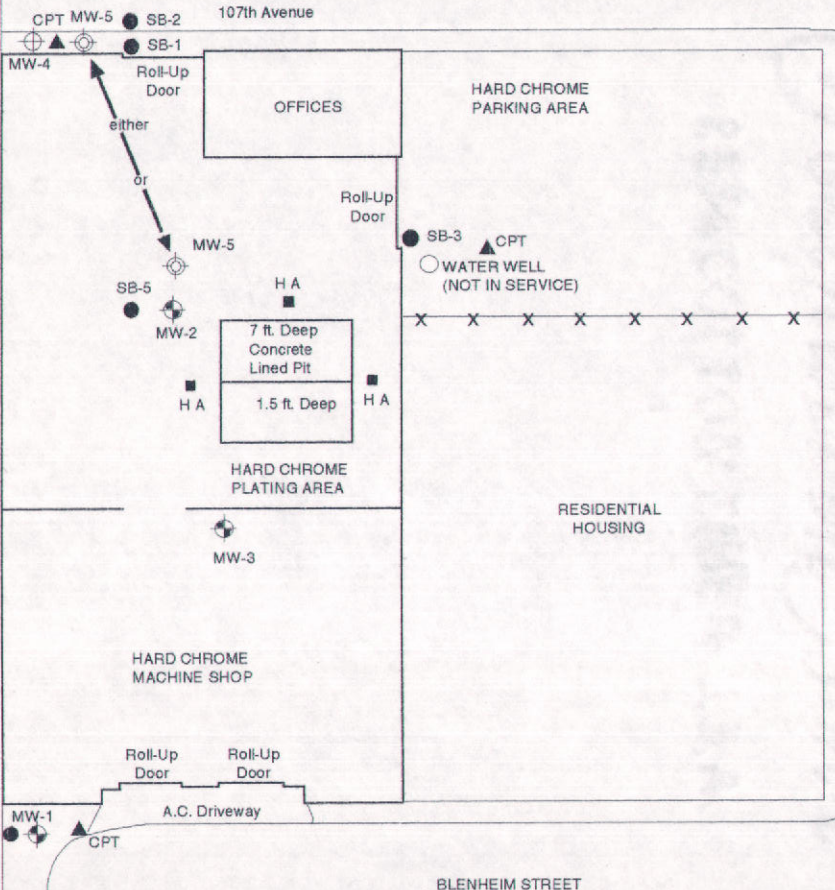 107th Avenue
CPT MW-5
SB-2
SB-1
MW-4
Roll-Up
Door
OFFICES
HARD CHROME
PARKING AREA
either
or
Roll-Up
Door
MW-5
SB-3
CPT
WATER WELL
(NOT IN SERVICE)
SB-5
MW-2
H A
7 ft. Deep
Concrete
Lined Pit
1.5 ft. Deep
H A
H A
X X X X X X X X
HARD CHROME
PLATING AREA
RESIDENTIAL
HOUSING
MW-3
HARD CHROME
MACHINE SHOP
Roll-Up
Door
Roll-Up
Door
MW-1
A.C. Driveway
CPT
BLENHEIM STREET